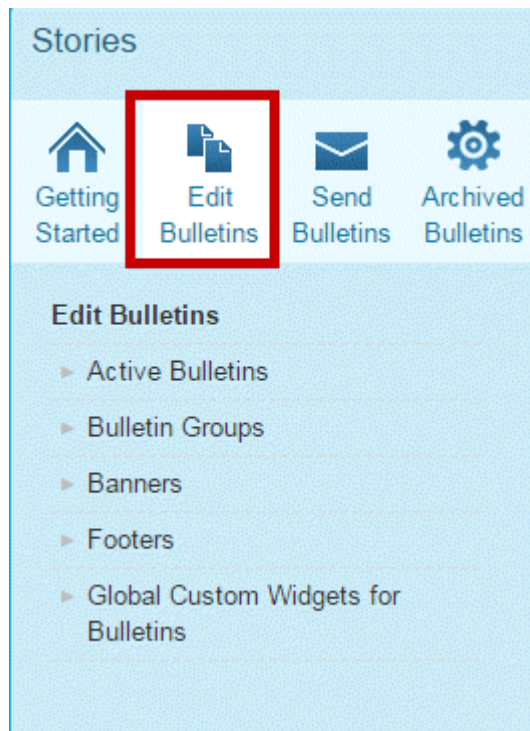 Stories
Getting Started
Edit Bulletins
Send Bulletins
Archived Bulletins
Edit Bulletins
Active Bulletins
Bulletin Groups
Banners
Footers
Global Custom Widgets for
Bulletins